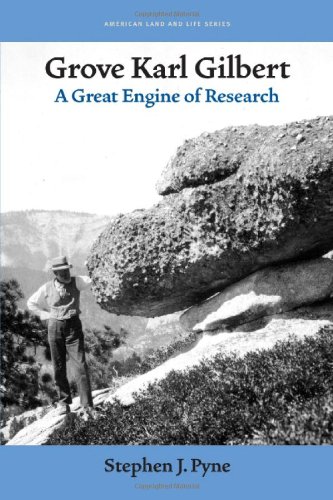 AMERICAN LAND AND LIFE SERIES
Grove Karl Gilbert
A Great Engine of Research
Stephen J. Pyne